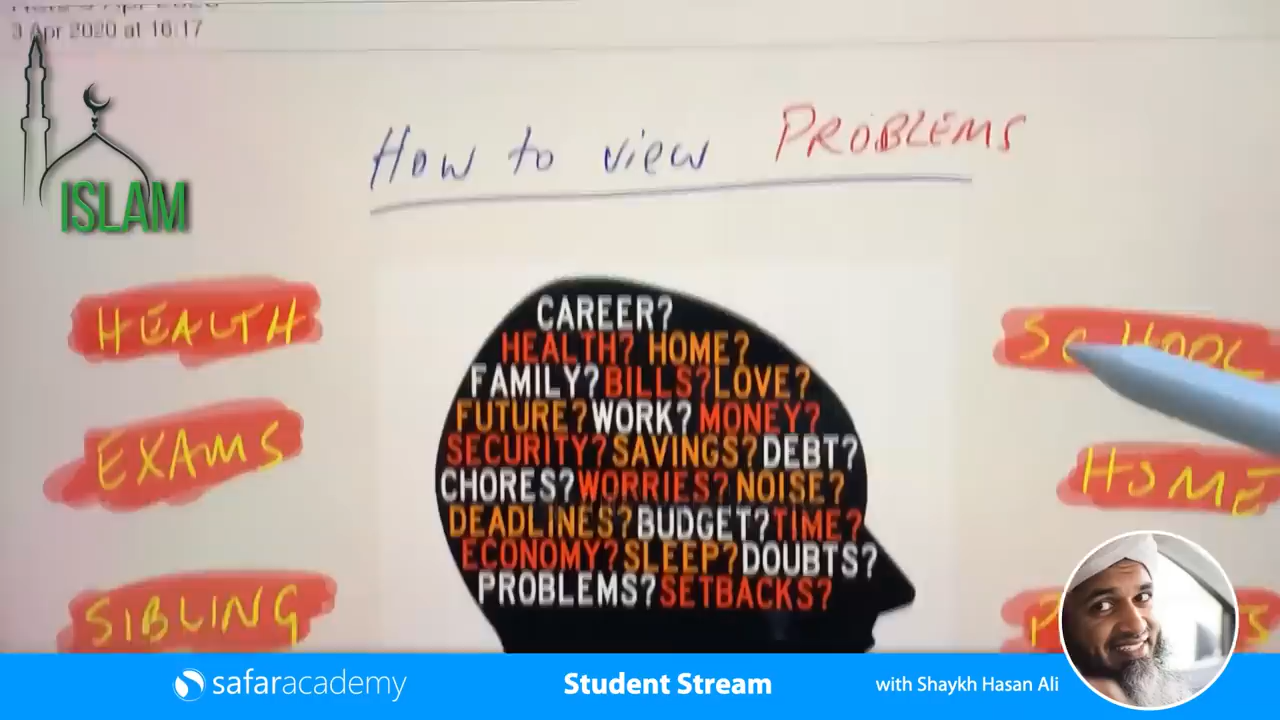 3 Apr 2020 at 16:17
ISLAM
How to view PROBLEMS
HEALTH
EXAMS
SIBLING
CAREER?
HEALTH? HOME?
FAMILY? BILLS? LOVE?
FUTURE? WORK? MONEY?
SECURITY? SAVINGS? DEBT?
CHORES? WORRIES? NOISE?
DEADLINES? BUDGET? TIME?
ECONOMY? SLEEP? DOUBTS?
PROBLEMS? SETBACKS?
SCHOOL
HOME
safaracademy
Student Stream
with Shaykh Hasan Ali